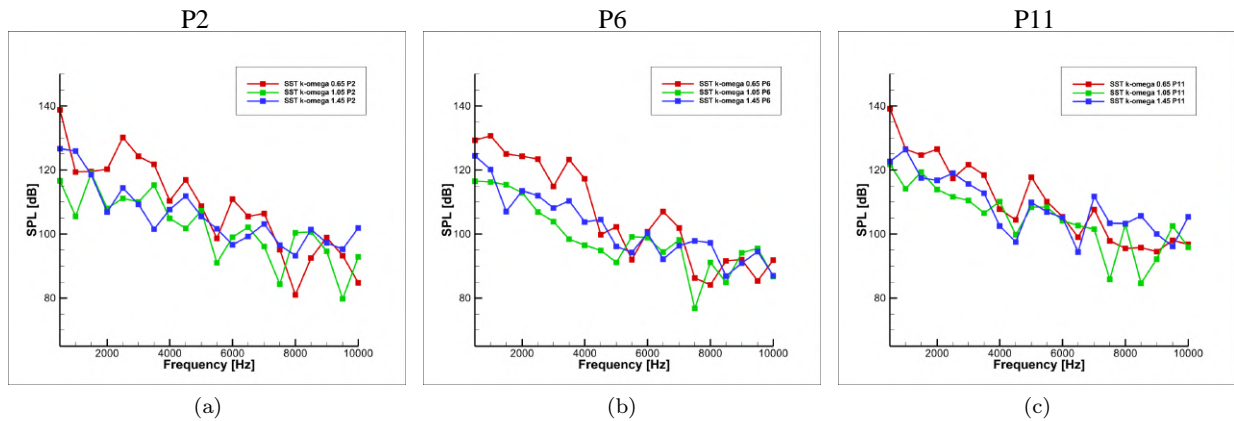 P2
P6
P11
SST k-omega 0.65 P2
SST k-omega 1.05 P2
SST k-omega 1.45 P2
SST k-omega 0.65 P6
SST k-omega 1.05 P6
SST k-omega 1.45 P6
SST k-omega 0.65 P11
SST k-omega 1.05 P11
SST k-omega 1.45 P11
140
120
100
80
SPL [dB]
2000 4000 6000 8000 10000
Frequency [Hz]
140
120
100
80
SPL [dB]
2000 4000 6000 8000 10000
Frequency [Hz]
140
120
100
80
SPL [dB]
2000 4000 6000 8000 10000
Frequency [Hz]
(a)
(b)
(c)